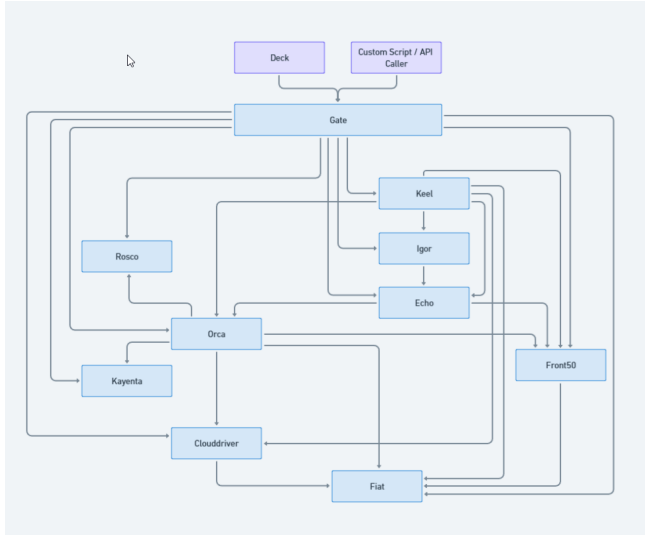 Deck
Custom Script / API
Caller
Gate
Keel
Igor
Rosco
Echo
Orca
Front50
Kayenta
Clouddriver
Fiat